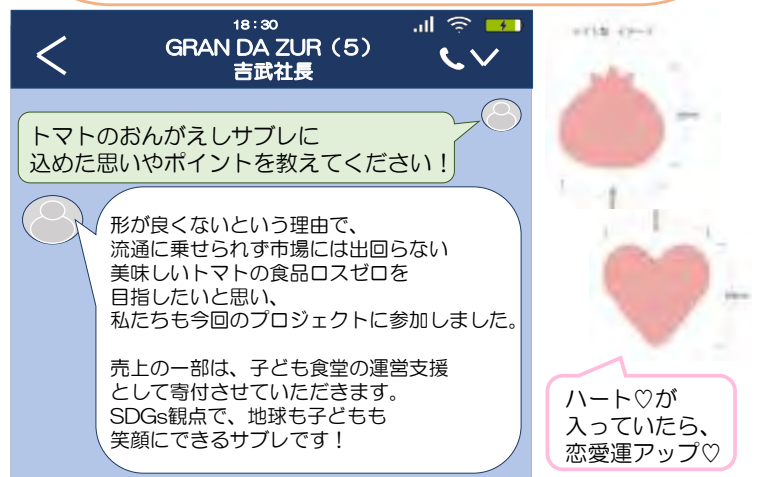 18:30
GRAN DA ZUR（5）
吉武社長
トマトのおんがえしサブレに
込めた思いやポイントを教えてください！
形が良くないという理由で、
流通に乗せられず市場には出回らない
美味しいトマトの食品ロスゼロを
目指したいと思い、
私たちも今回のプロジェクトに参加しました。
売上の一部は、子ども食堂の運営支援
として寄付させていただきます。
SDGs観点で、地球も子どもも
笑顔にできるサブレです！
ハート♡が
入っていたら、
恋愛運アップ♡